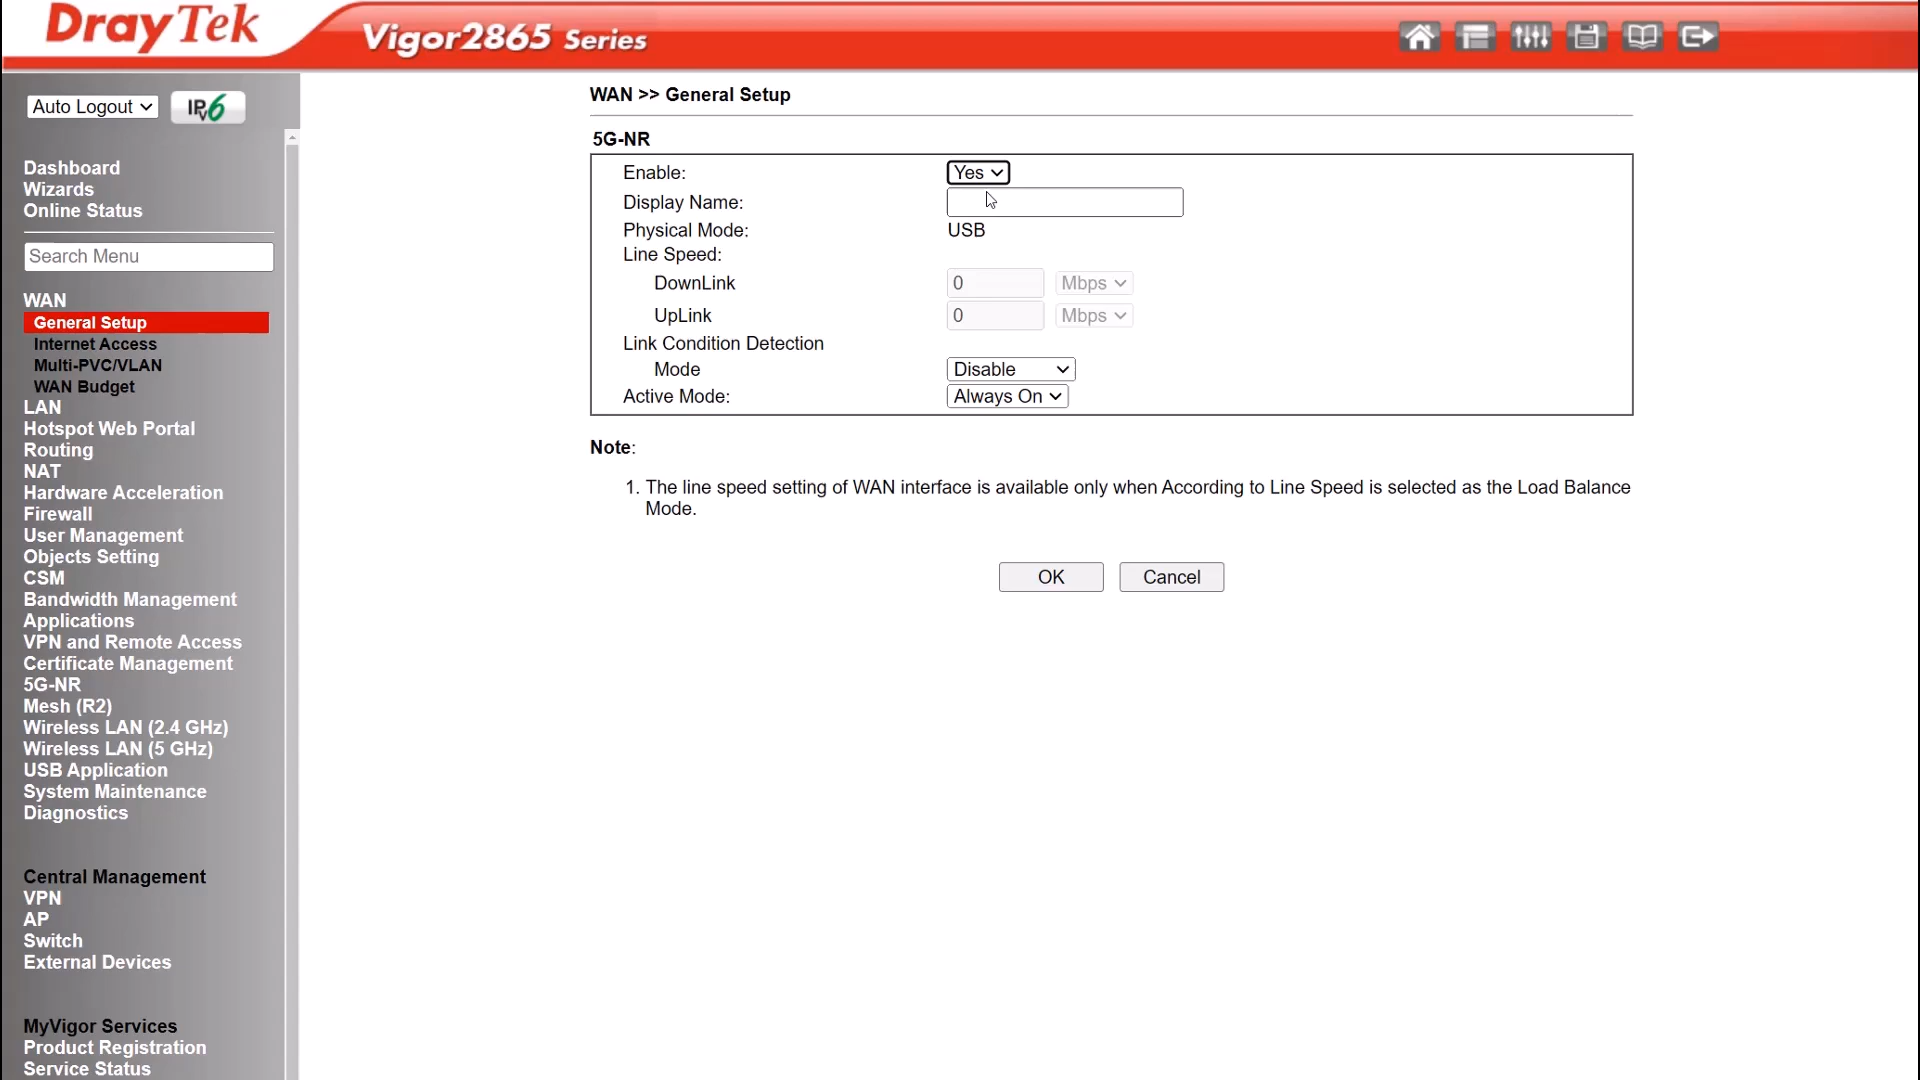 DrayTek
Vigor2865 Series
Auto Logout
IPv6
Dashboard
Wizards
Online Status
Search Menu
WAN
General Setup
Internet Access
Multi-PVC/VLAN
WAN Budget
LAN
Hotspot Web Portal
Routing
NAT
Hardware Acceleration
Firewall
User Management
Objects Setting
CSM
Bandwidth Management
Applications
VPN and Remote Access
Certificate Management
5G-NR
Mesh (R2)
Wireless LAN (2.4 GHz)
Wireless LAN (5 GHz)
USB Application
System Maintenance
Diagnostics
Central Management
VPN
AP
Switch
External Devices
MyVigor Services
Product Registration
Service Status
WAN >> General Setup
5G-NR
Enable: Yes
Display Name:
Physical Mode: USB
Line Speed:
DownLink 0 Mbps
UpLink 0 Mbps
Link Condition Detection
Mode Disable
Active Mode: Always On
Note:
1. The line speed setting of WAN interface is available only when According to Line Speed is selected as the Load Balance
Mode.
OK Cancel